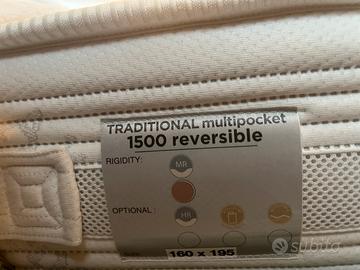 TRADITIONAL multipocket
1500 reversible
RIGIDITY:
MR
OPTIONAL :
HR
160 x 195
subito